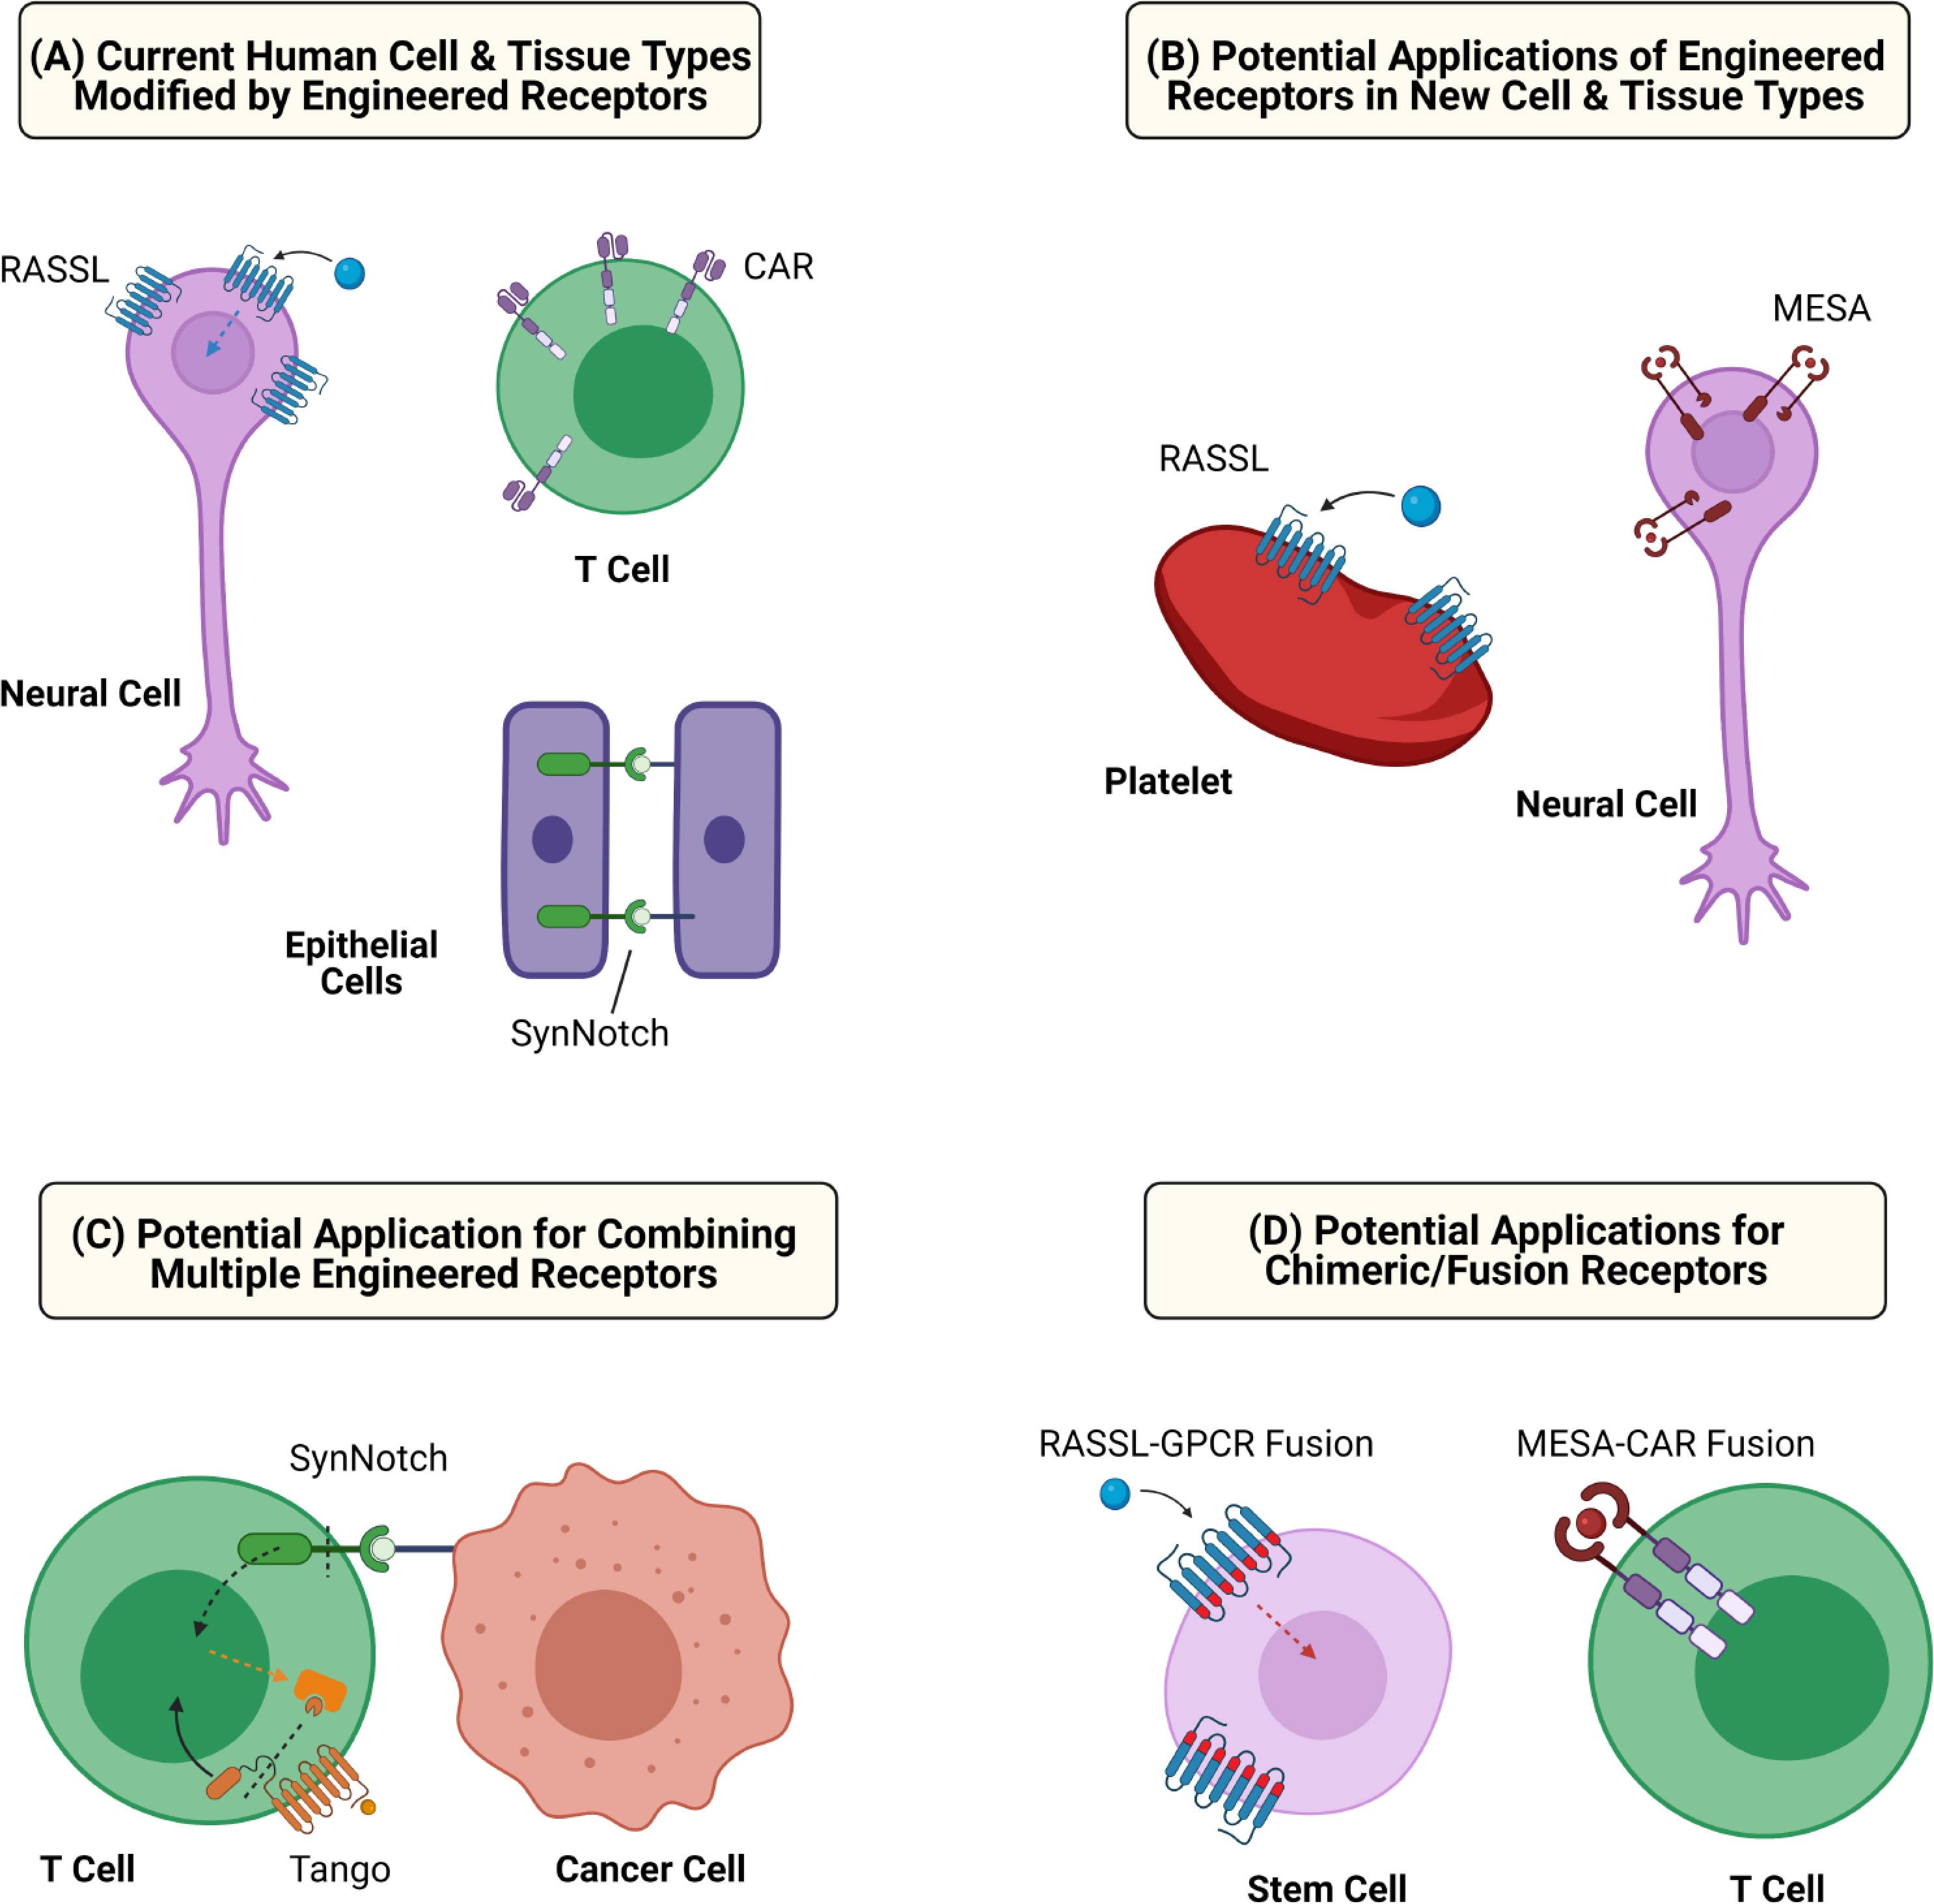 (A) Current Human Cell & Tissue Types
Modified by Engineered Receptors
RASSL
CAR
T Cell
Neural Cell
Epithelial
Cells
SynNotch
(B) Potential Applications of Engineered
Receptors in New Cell & Tissue Types
MESA
RASSL
Platelet
Neural Cell
(C) Potential Application for Combining
Multiple Engineered Receptors
SynNotch
T Cell
Tango
Cancer Cell
(D) Potential Applications for
Chimeric/Fusion Receptors
RASSL-GPCR Fusion
MESA-CAR Fusion
Stem Cell
T Cell